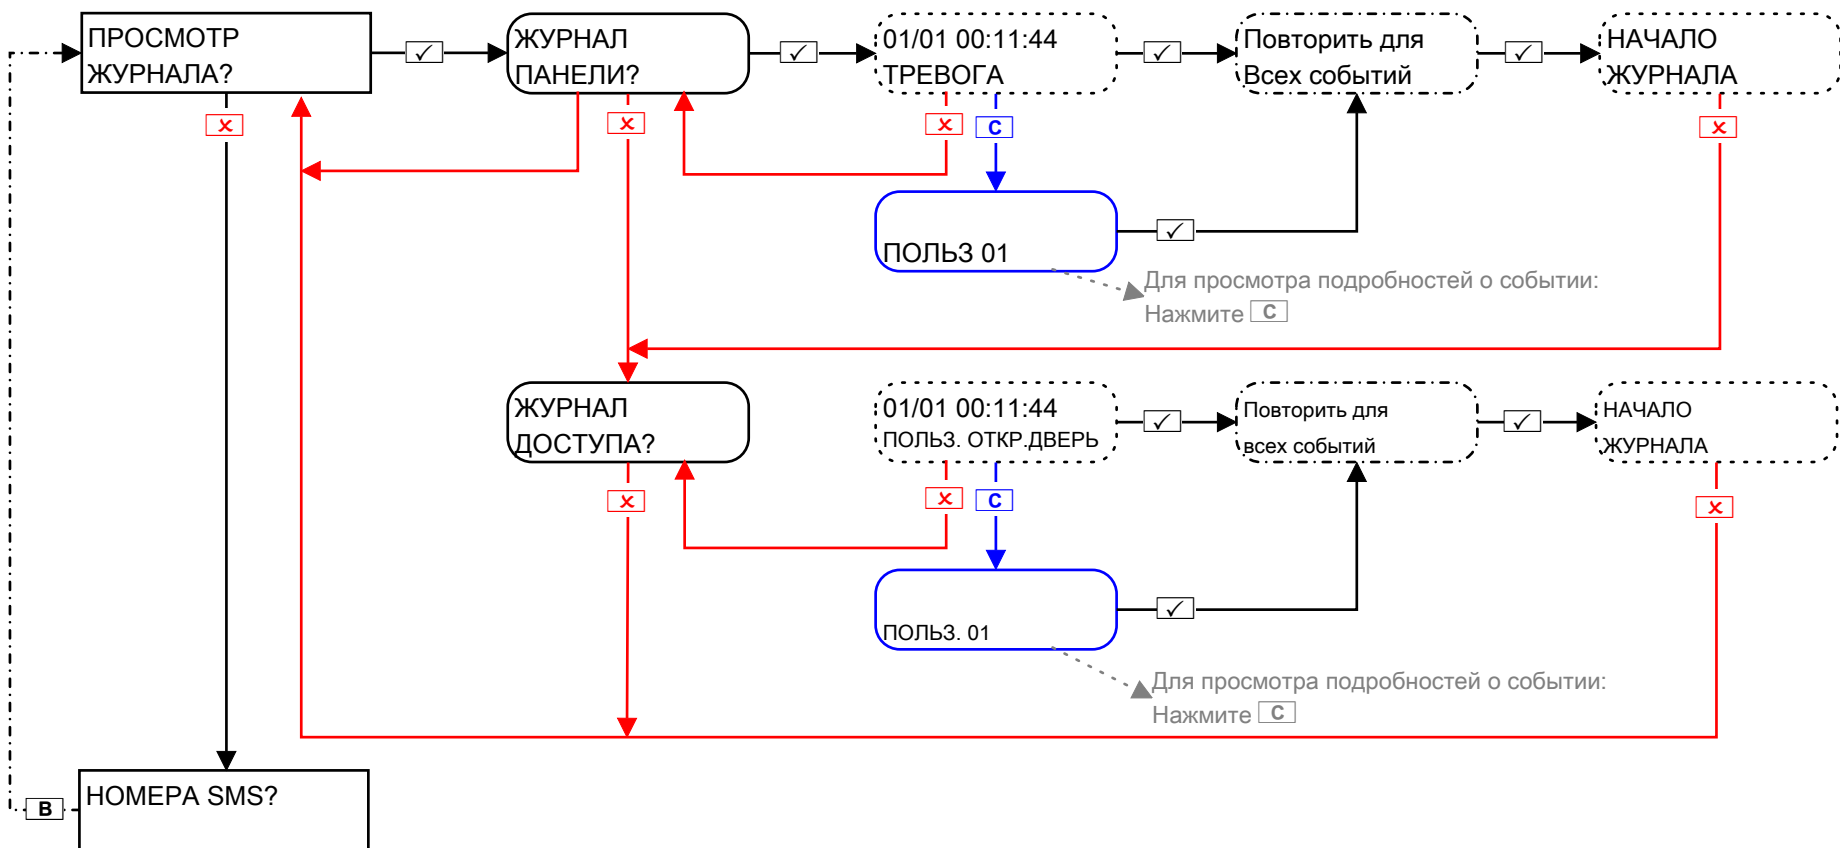 ПРОСМОТР
ЖУРНАЛА?
ЖУРНАЛ
ПАНЕЛИ?
01/01 00:11:44
ТРЕВОГА
Повторить для
Всех событий
НАЧАЛО
ЖУРНАЛА
✓
✓
✓
✓
x
x
x
C
x
ПОЛЬЗ 01
✓
Для просмотра подробностей о событии:
Нажмите C
ЖУРНАЛ
ДОСТУПА?
01/01 00:11:44
ПОЛЬЗ. ОТКР.ДВЕРЬ
Повторить для
всех событий
НАЧАЛО
ЖУРНАЛА
✓
✓
x
x
C
x
ПОЛЬЗ. 01
✓
Для просмотра подробностей о событии:
Нажмите C
НОМЕРА SMS?
B